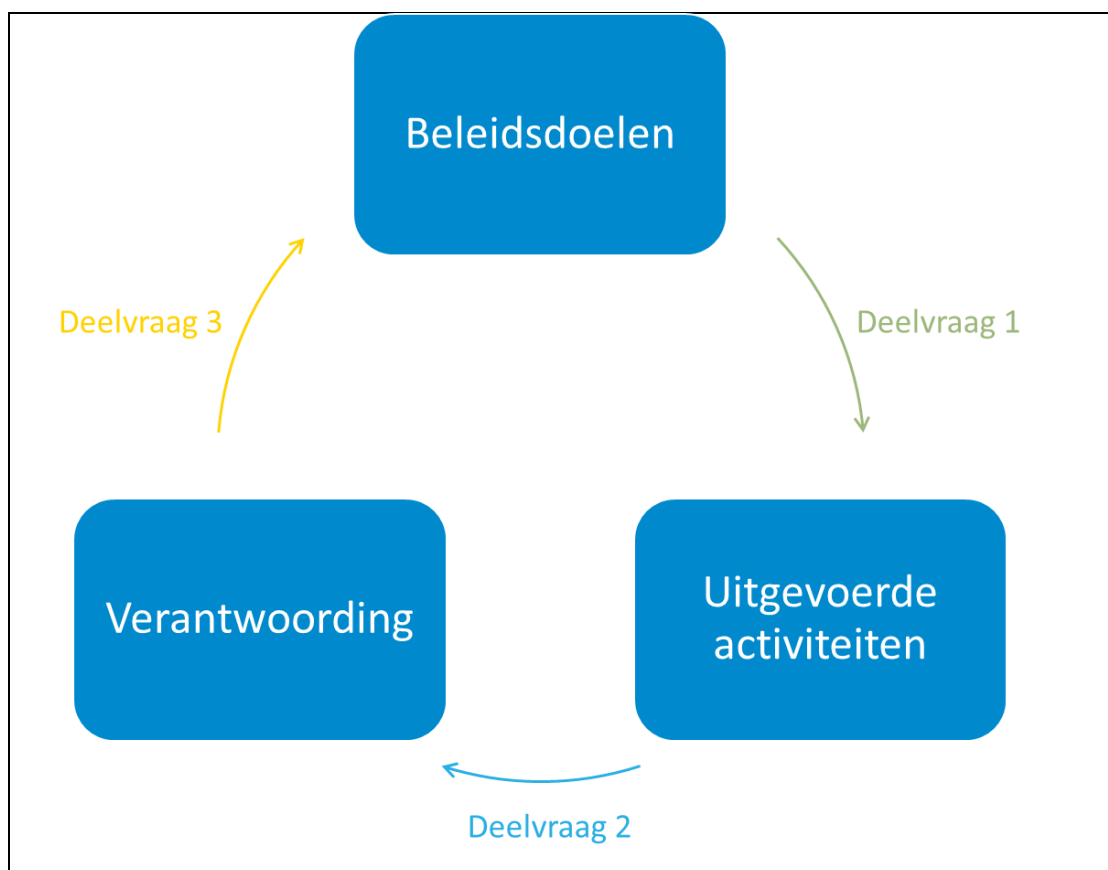 Beleidsdoelen
Deelvraag 3
Deelvraag 1
Verantwoording
Uitgevoerde
activiteiten
Deelvraag 2